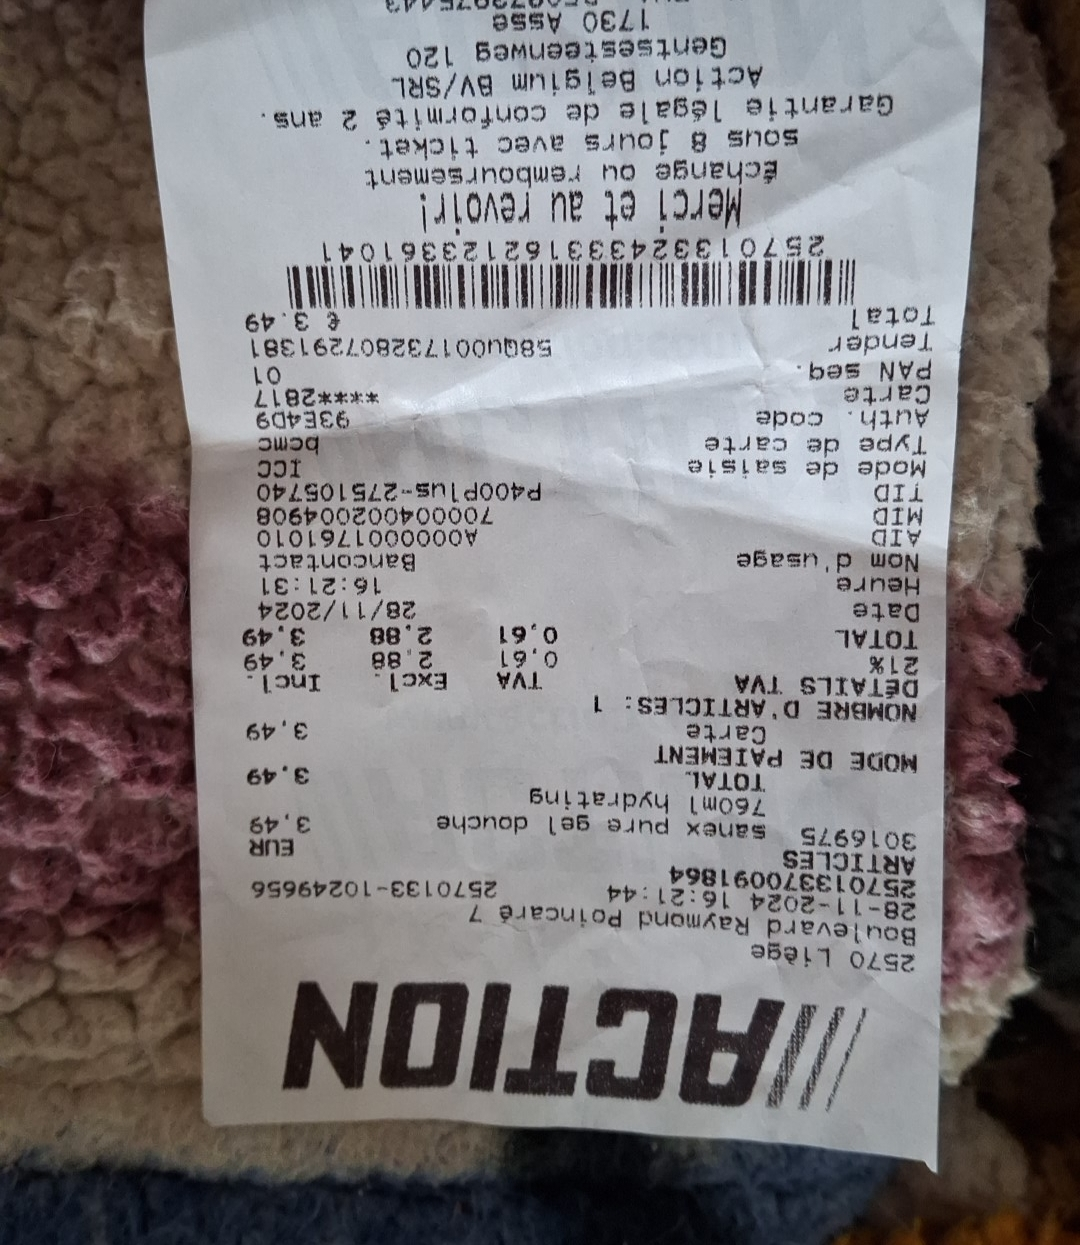 ACTION
2570 Liège
Boulevard Raymond Poincaré 7
28-11-2024 16:21:44 2570133-10249656
257013370091864
ARTICLES EUR
3016975 sanex pure gel douche 3,49
760ml hydrating
TOTAL 3,49
MODE DE PAIEMENT
Carte 3,49
NOMBRE D'ARTICLES: 1
DÉTAILS TVA TVA Excl. Incl.
21% 0,61 2,88 3,49
TOTAL 0,61 2,88 3,49
Date 28/11/2024
Heure 16:21:31
Nom d'usage Bancontact
AID A0000001761010
MID 700004002004908
TID P400Plus-275105740
Mode de saisie ICC
Type de carte bcmc
Auth. code 93E4D9
Carte ****2817
PAN seq. 01
Tender 58Qu001732807291381
Total € 3.49
257013324333162123361041
Merci et au revoir!
Échange ou remboursement
sous 8 jours avec ticket.
Garantie légale de conformité 2 ans.
Action Belgium BV/SRL
Gentsesteenweg 120
1730 Asse